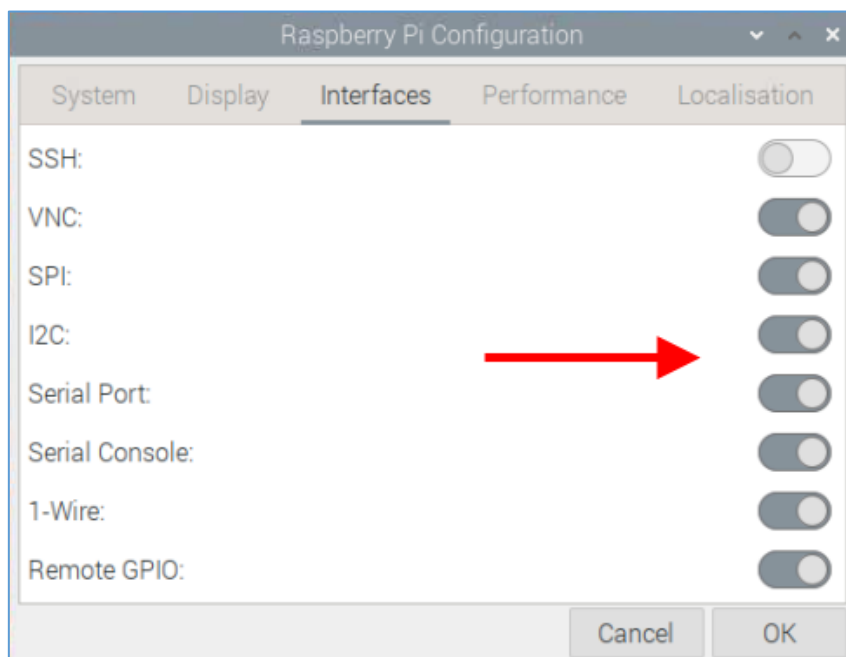 Raspberry Pi Configuration
System Display Interfaces Performance Localisation
SSH:
VNC:
SPI:
I2C:
Serial Port:
Serial Console:
1-Wire:
Remote GPIO:
Cancel OK